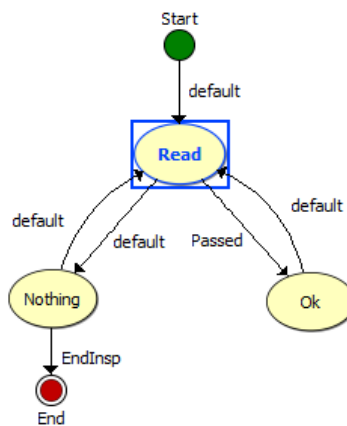 Start
default
Read
default
default
Passed
default
Nothing
Ok
EndInsp
End